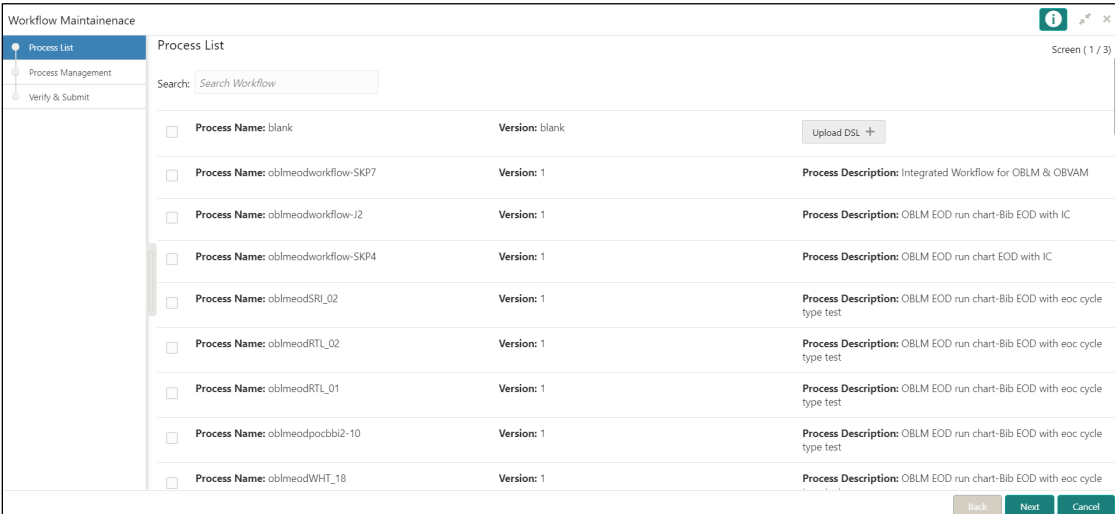 Workflow Maintainenace
Process List
Process Management
Verify & Submit
Process List
Screen ( 1 / 3)
Search: Search Workflow
Process Name: blank Version: blank Upload DSL +
Process Name: oblmeodworkflow-SKP7 Version: 1 Process Description: Integrated Workflow for OBLM & OBVAM
Process Name: oblmeodworkflow-J2 Version: 1 Process Description: OBLM EOD run chart-Bib EOD with IC
Process Name: oblmeodworkflow-SKP4 Version: 1 Process Description: OBLM EOD run chart EOD with IC
Process Name: oblmeodSRI_02 Version: 1 Process Description: OBLM EOD run chart-Bib EOD with eoc cycle
type test
Process Name: oblmeodRTL_02 Version: 1 Process Description: OBLM EOD run chart-Bib EOD with eoc cycle
type test
Process Name: oblmeodRTL_01 Version: 1 Process Description: OBLM EOD run chart-Bib EOD with eoc cycle
type test
Process Name: oblmeodpocbbi2-10 Version: 1 Process Description: OBLM EOD run chart-Bib EOD with eoc cycle
type test
Process Name: oblmeodWHT_18 Version: 1 Process Description: OBLM EOD run chart-Bib EOD with eoc cycle
Back Next Cancel